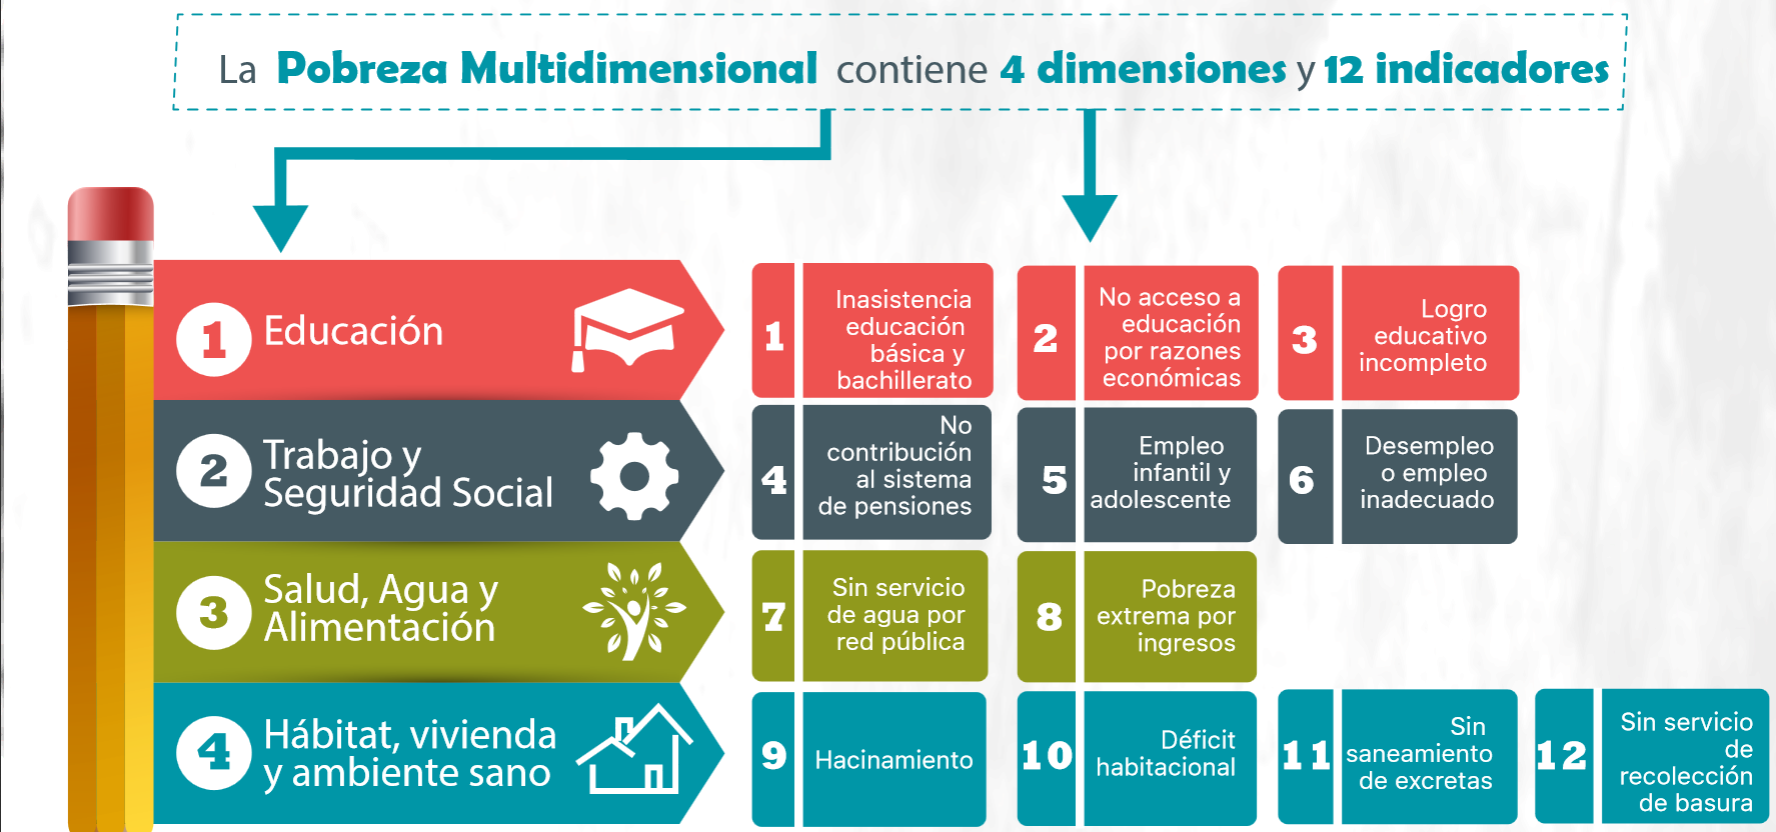 La Pobreza Multidimensional contiene 4 dimensiones y 12 indicadores
1 Educación
1
Inasistencia
educación
básica y
bachillerato
2
No acceso a
educación
por razones
económicas
3
Logro
educativo
incompleto
2 Trabajo y
Seguridad Social
4
No
contribución
al sistema
de pensiones
5
Empleo
infantil y
adolescente
6
Desempleo
o empleo
inadecuado
3 Salud, Agua y
Alimentación
7
Sin servicio
de agua por
red pública
8
Pobreza
extrema por
ingresos
4 Hábitat, vivienda
y ambiente sano
9
Hacinamiento
10
Déficit
habitacional
11
Sin
saneamiento
de excretas
12
Sin servicio
de
recolección
de basura